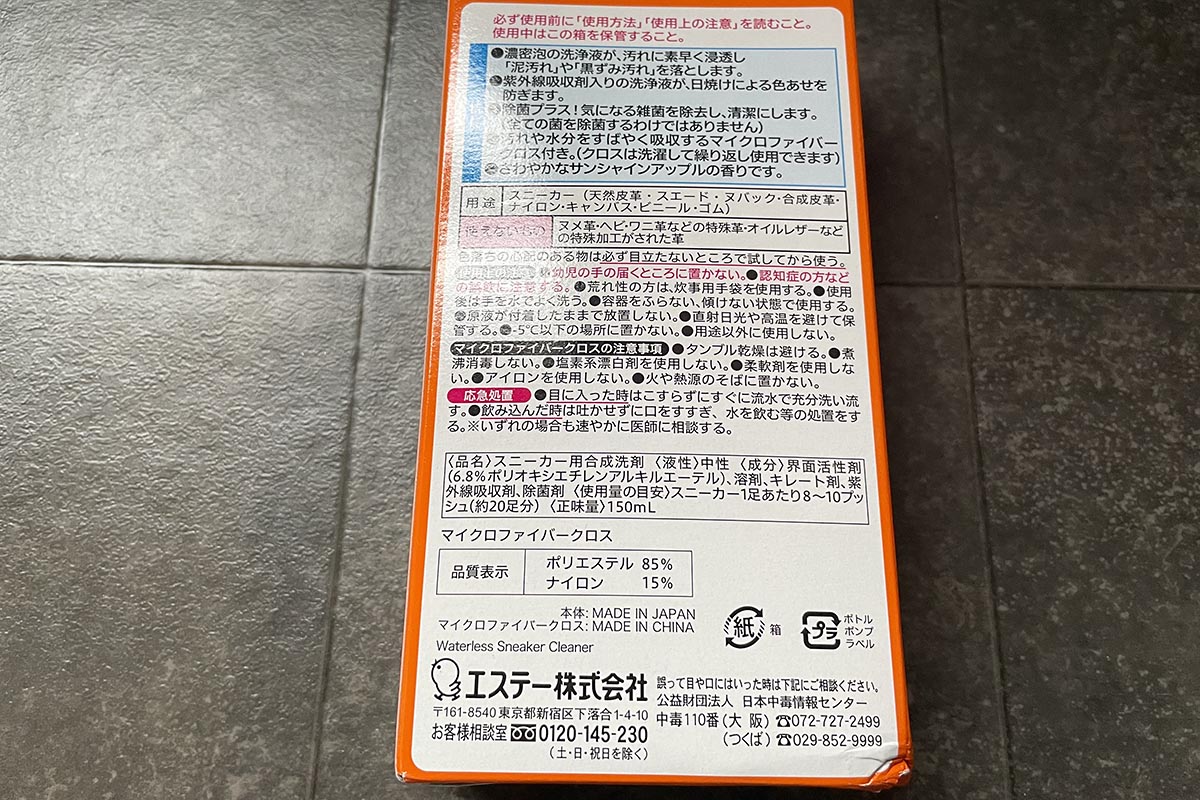 必ず使用前に「使用方法」「使用上の注意」を読むこと。
使用中はこの箱を保管すること。
●濃密泡の洗浄液が、汚れに素早く浸透し
「泥汚れ」や「黒ずみ汚れ」を落とします。
●紫外線吸収剤入りの洗浄液が、日焼けによる色あせを
防ぎます。
●除菌プラス!気になる雑菌を除去し、清潔にします。
(全ての菌を除菌するわけではありません)
●汚れや水分をすばやく吸収するマイクロファイバー
クロス付き。(クロスは洗濯して繰り返し使用できます)
●さわやかなサンシャインアップルの香りです。
用途 スニーカー(天然皮革・スエード・ヌバック・合成皮革・
ナイロン・キャンバス・ビニール・ゴム)
使えないもの ヌメ革・ヘビ・ワニ革などの特殊革・オイルレザーなど
の特殊加工がされた革
色落ちの心配のある物は必ず目立たないところで試してから使う。
使用上の注意 ●幼児の手の届くところに置かない。●認知症の方など
の誤飲に注意する。●荒れ性の方は、炊事用手袋を使用する。●使用
後は手を水でよく洗う。●容器をふらない、傾けない状態で使用する。
●原液が付着したままで放置しない。●直射日光や高温を避けて保
管する。●-5℃以下の場所に置かない。●用途以外に使用しない。
マイクロファイバークロスの注意事項 ●タンブル乾燥は避ける。●煮
沸消毒しない。●塩素系漂白剤を使用しない。●柔軟剤を使用しな
い。●アイロンを使用しない。●火や熱源のそばに置かない。
応急処置 ●目に入った時はこすらずにすぐに流水で充分洗い流
す。●飲み込んだ時は吐かせずに口をすすぎ、水を飲む等の処置をす
る。※いずれの場合も速やかに医師に相談する。
〈品名〉スニーカー用合成洗剤 〈液性〉中性 〈成分〉界面活性剤
(6.8%ポリオキシエチレンアルキルエーテル)、溶剤、キレート剤、紫
外線吸収剤、除菌剤 〈使用量の目安〉スニーカー1足あたり8〜10プッ
シュ(約20足分) 〈正味量〉150mL
マイクロファイバークロス
品質表示 ポリエステル 85%
ナイロン 15%
本体: MADE IN JAPAN
マイクロファイバークロス: MADE IN CHINA
紙 箱
プラ ボトル
ポンプ
ラベル
Waterless Sneaker Cleaner
エステー株式会社
〒161-8540 東京都新宿区下落合1-4-10
お客様相談室 0120-145-230
(土・日・祝日を除く)
誤って目や口にはいった時は下記にご相談ください。
公益財団法人 日本中毒情報センター
中毒110番(大 阪) ☎072-727-2499
(つくば) ☎029-852-9999